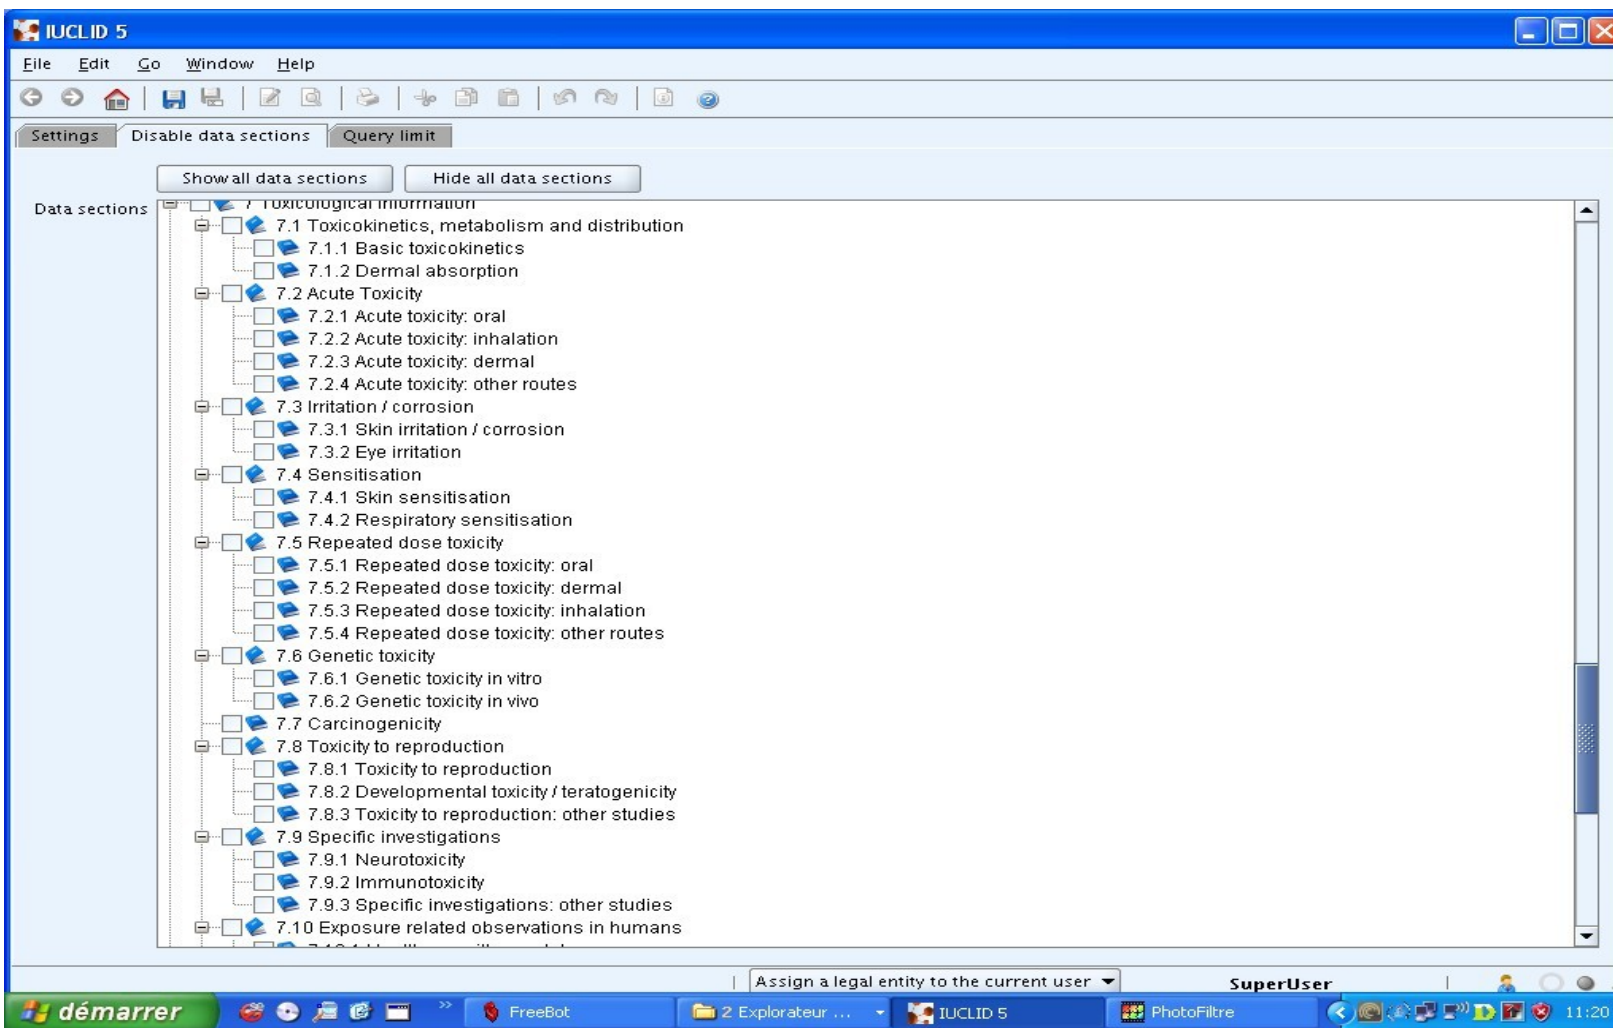 IUCLID 5
File Edit Go Window Help
Settings Disable data sections Query limit
Show all data sections Hide all data sections
Data sections
7 Toxicological information
7.1 Toxicokinetics, metabolism and distribution
7.1.1 Basic toxicokinetics
7.1.2 Dermal absorption
7.2 Acute Toxicity
7.2.1 Acute toxicity: oral
7.2.2 Acute toxicity: inhalation
7.2.3 Acute toxicity: dermal
7.2.4 Acute toxicity: other routes
7.3 Irritation / corrosion
7.3.1 Skin irritation / corrosion
7.3.2 Eye irritation
7.4 Sensitisation
7.4.1 Skin sensitisation
7.4.2 Respiratory sensitisation
7.5 Repeated dose toxicity
7.5.1 Repeated dose toxicity: oral
7.5.2 Repeated dose toxicity: dermal
7.5.3 Repeated dose toxicity: inhalation
7.5.4 Repeated dose toxicity: other routes
7.6 Genetic toxicity
7.6.1 Genetic toxicity in vitro
7.6.2 Genetic toxicity in vivo
7.7 Carcinogenicity
7.8 Toxicity to reproduction
7.8.1 Toxicity to reproduction
7.8.2 Developmental toxicity / teratogenicity
7.8.3 Toxicity to reproduction: other studies
7.9 Specific investigations
7.9.1 Neurotoxicity
7.9.2 Immunotoxicity
7.9.3 Specific investigations: other studies
7.10 Exposure related observations in humans
Assign a legal entity to the current user SuperUser
démarrer FreeBot 2 Explorateur ... IUCLID 5 PhotoFiltre 11:20